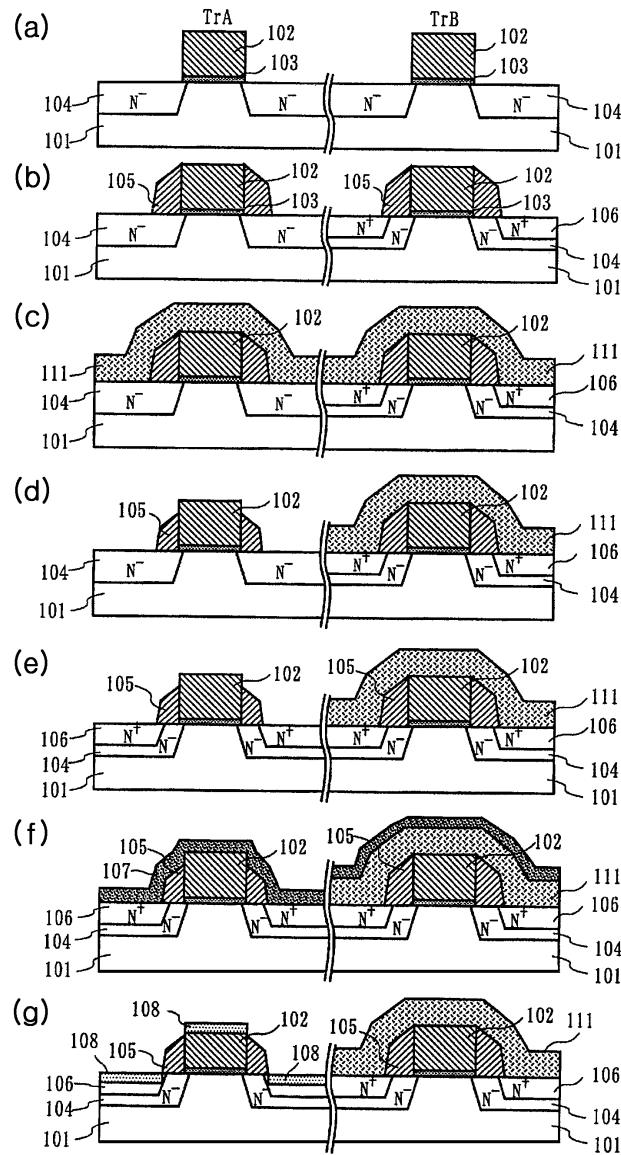 (a)
TrA TrB
102 102
103 103
104 N⁻ N⁻ N⁻ N⁻ 104
101 101
(b)
105 102 105 102
103 103
104 N⁻ N⁻ N⁺ N⁻ N⁻ N⁺ 106
104
101 101
(c)
102 102
111 111
104 N⁻ N⁻ N⁺ N⁻ N⁻ N⁺ 106
104
101 101
(d)
105 102 102
111
104 N⁻ N⁻ N⁺ N⁻ N⁻ N⁺ 106
104
101 101
(e)
105 102 105 102
111
106 N⁺ N⁻ N⁻ N⁺ N⁺ N⁻ N⁻ N⁺ 106
104 104
101 101
(f)
105 102 105 102
107
111
106 N⁺ N⁻ N⁻ N⁺ N⁺ N⁻ N⁻ N⁺ 106
104 104
101 101
(g)
108 102 105 102
111
108 105 108
106 N⁻ N⁻ N⁺ N⁻ N⁻ N⁺ 106
104 104
101 101